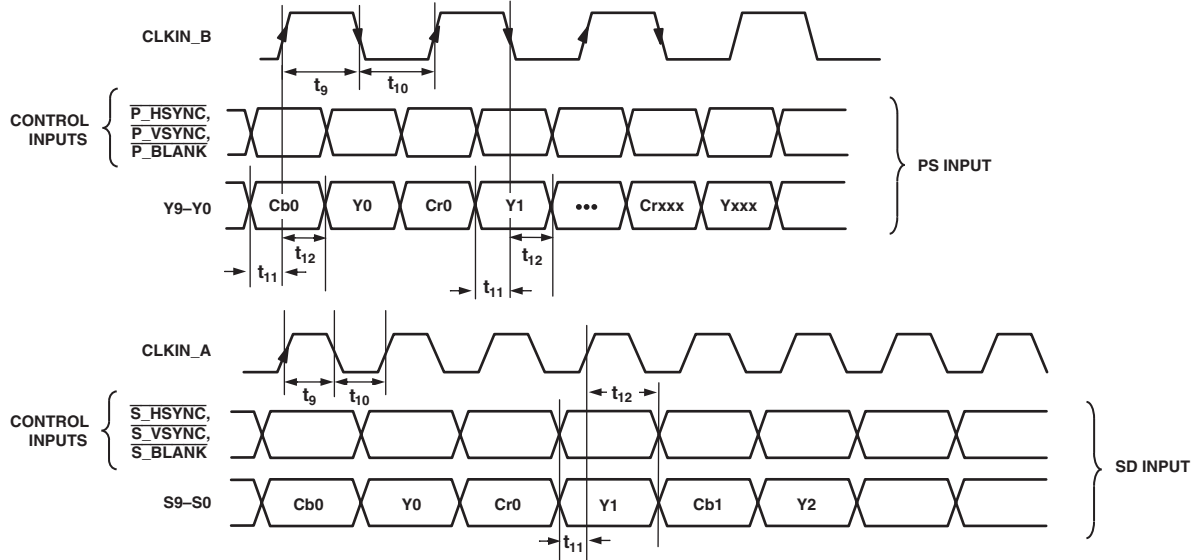 CLKIN_B
t9 t10
CONTROL INPUTS
P_HSYNC,
P_VSYNC,
P_BLANK
PS INPUT
Y9–Y0 Cb0 Y0 Cr0 Y1 ••• Crxxx Yxxx
t12 t12
t11 t11
CLKIN_A
t9 t10 t12
CONTROL INPUTS
S_HSYNC,
S_VSYNC,
S_BLANK
SD INPUT
S9–S0 Cb0 Y0 Cr0 Y1 Cb1 Y2
t11